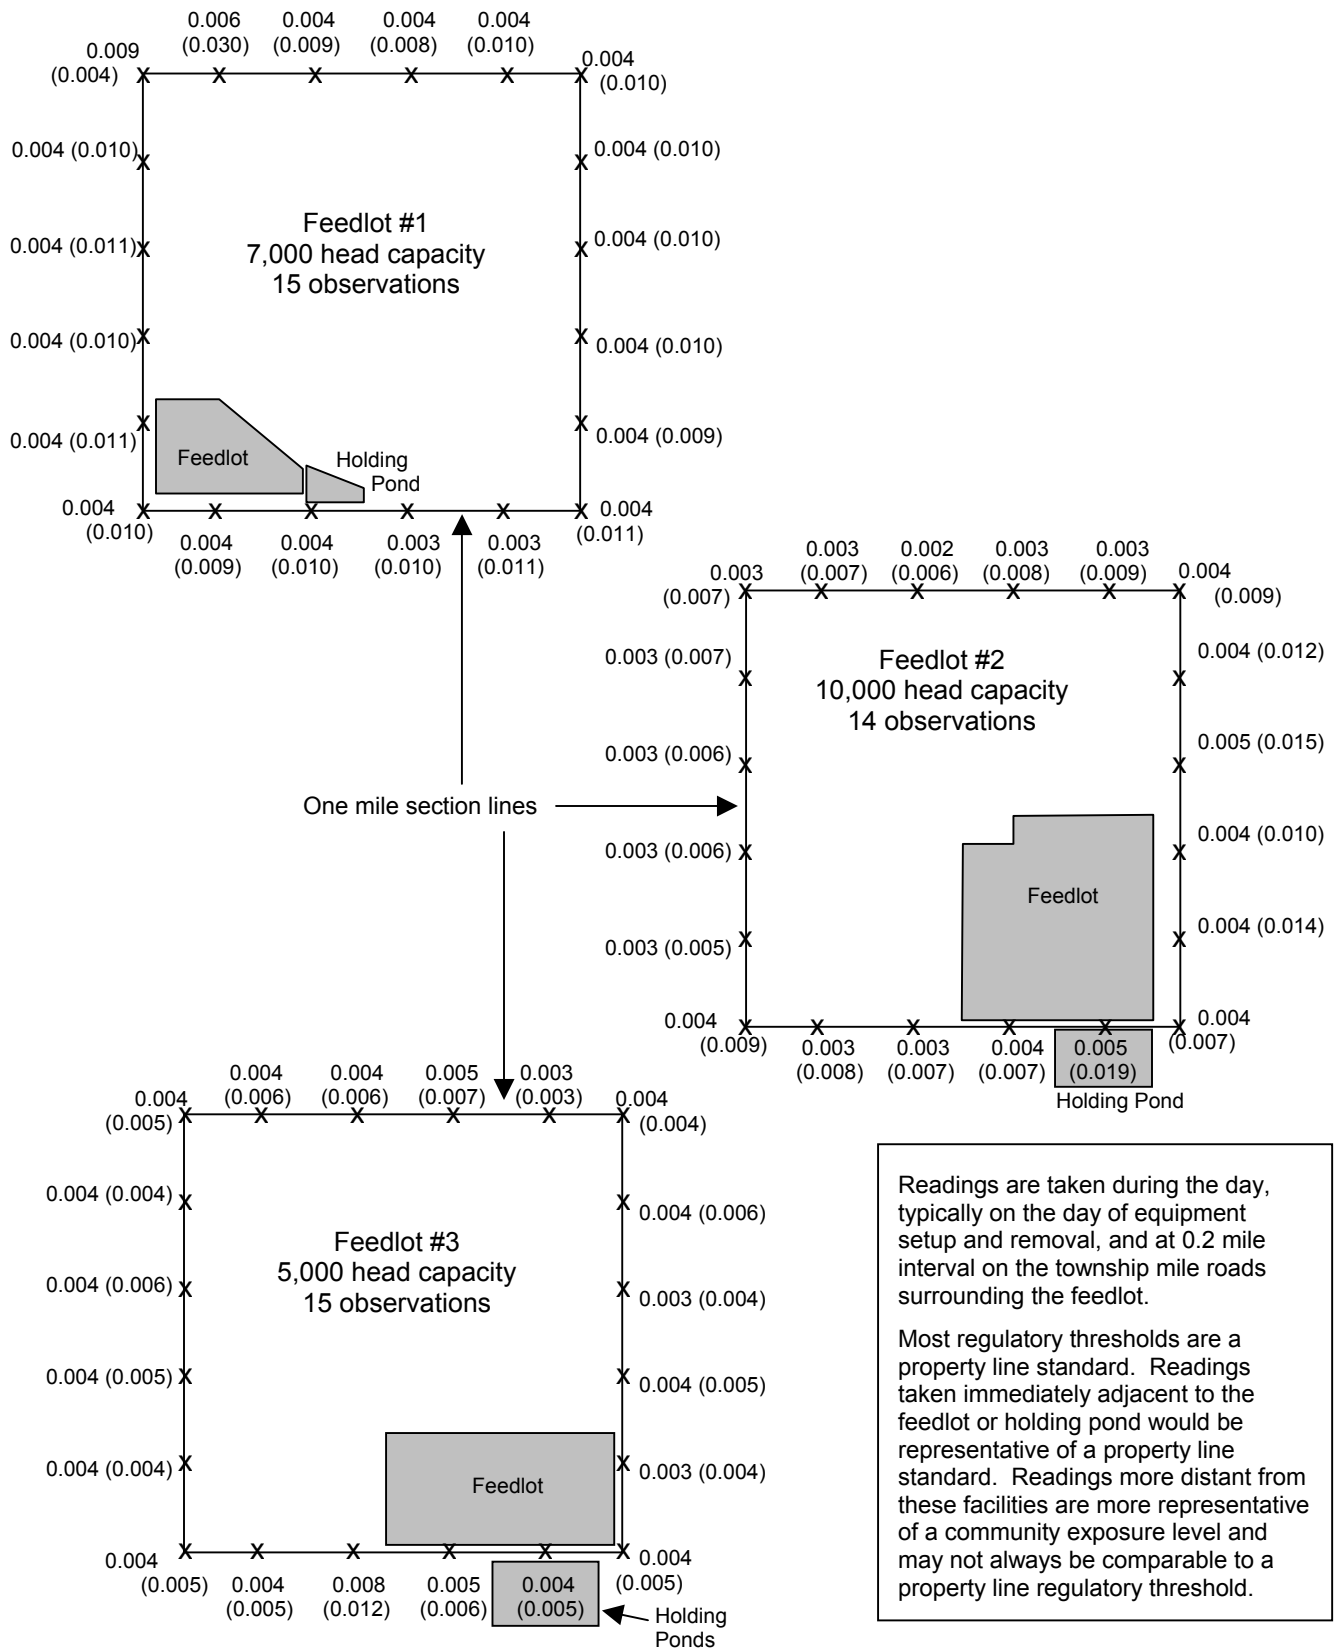 0.006 0.004 0.004 0.004
(0.030) (0.009) (0.008) (0.010)
0.009
(0.004)
0.004
(0.010)
0.004 (0.010)
0.004 (0.010)
0.004 (0.011)
0.004 (0.010)
Feedlot #1
7,000 head capacity
15 observations
0.004 (0.010)
0.004 (0.010)
0.004 (0.011)
0.004 (0.009)
Feedlot
Holding
Pond
0.004
(0.010)
0.004
(0.011)
0.004 0.004 0.003 0.003
(0.009) (0.010) (0.010) (0.011)
0.003 0.002 0.003 0.003
(0.007) (0.006) (0.008) (0.009)
0.003
(0.007)
0.004
(0.009)
0.003 (0.007)
0.004 (0.012)
Feedlot #2
10,000 head capacity
14 observations
0.003 (0.006)
0.005 (0.015)
One mile section lines
0.003 (0.006)
0.004 (0.010)
Feedlot
0.003 (0.005)
0.004 (0.014)
0.004
(0.009)
0.004
(0.007)
0.003 0.003 0.004 0.005
(0.008) (0.007) (0.007) (0.019)
Holding Pond
0.004 0.004 0.005 0.003
(0.006) (0.006) (0.007) (0.003)
0.004
(0.005)
0.004
(0.004)
0.004 (0.004)
0.004 (0.006)
Feedlot #3
5,000 head capacity
15 observations
0.004 (0.006)
0.003 (0.004)
0.004 (0.005)
0.004 (0.005)
0.004 (0.004)
0.003 (0.004)
Feedlot
0.004
(0.005)
0.004
(0.005)
0.004 0.008 0.005 0.004
(0.005) (0.012) (0.006) (0.005)
Holding
Ponds
Readings are taken during the day,
typically on the day of equipment
setup and removal, and at 0.2 mile
interval on the township mile roads
surrounding the feedlot.
Most regulatory thresholds are a
property line standard. Readings
taken immediately adjacent to the
feedlot or holding pond would be
representative of a property line
standard. Readings more distant from
these facilities are more representative
of a community exposure level and
may not always be comparable to a
property line regulatory threshold.
X X X X X X
X X
X X
X X
X X
X X X X X X
X X X X X X
X X
X X
X X
X X
X X X X X X
X X X X X X
X X
X X
X X
X X
X X X X X X